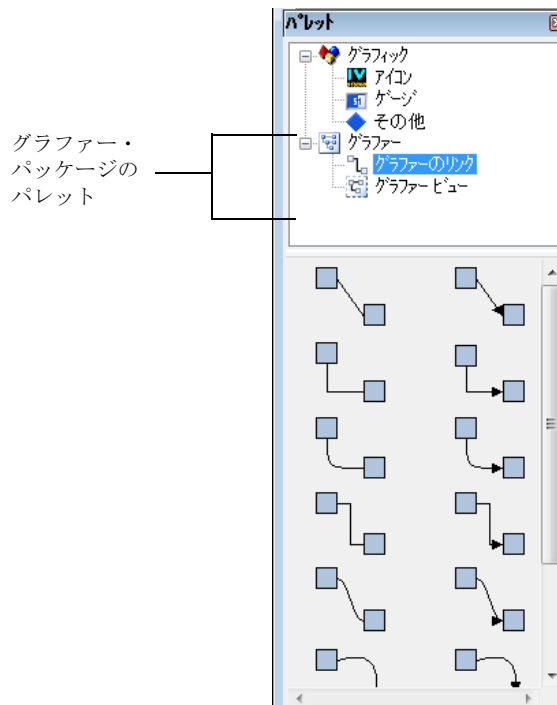 パレット
グラフィック
アイコン
ゲージ
その他
グラファー
グラファーのリンク
グラファー ビュー
グラファー・
パッケージの
パレット